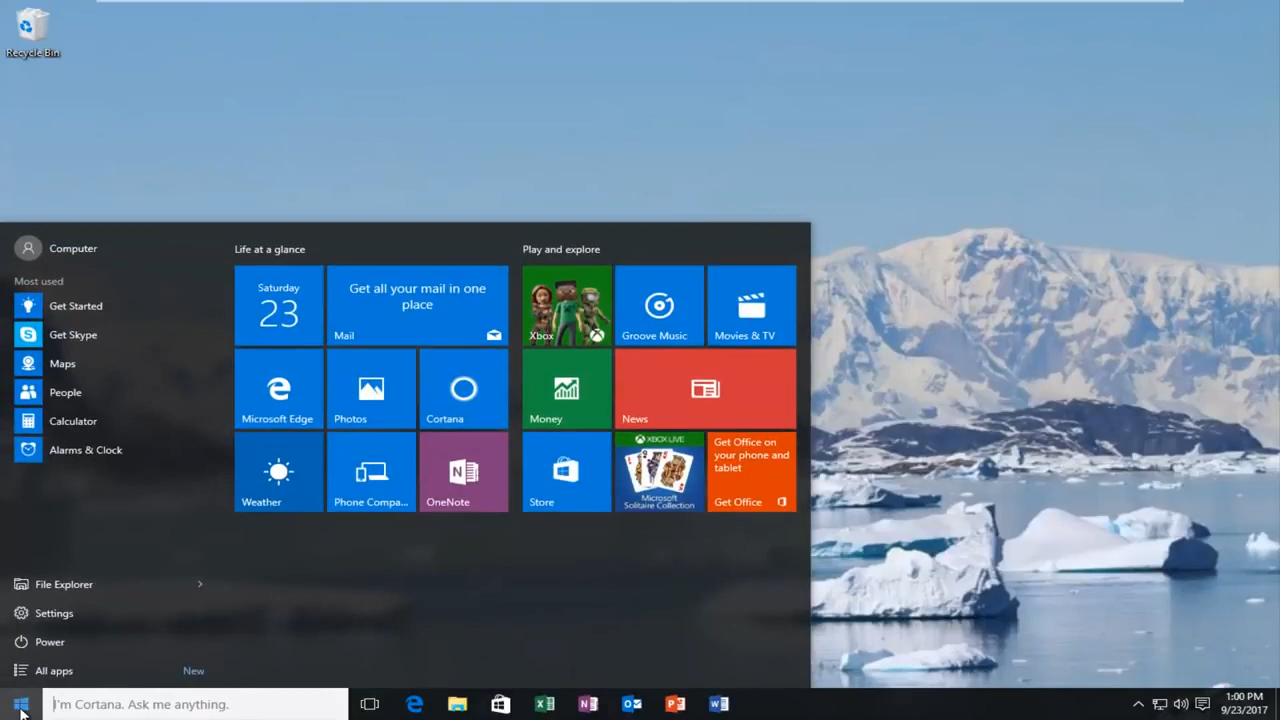 Recycle Bin
Computer
Most used
Get Started
Get Skype
Maps
People
Calculator
Alarms & Clock
File Explorer
Settings
Power
All apps
New
Life at a glance
Saturday
23
Get all your mail in one
place
Mail
Microsoft Edge
Photos
Cortana
Weather
Phone Compa...
OneNote
Play and explore
Xbox
Groove Music
Movies & TV
Money
News
Store
XBOX LIVE
Microsoft
Solitaire Collection
Get Office on
your phone and
tablet
Get Office
I'm Cortana. Ask me anything.
1:00 PM
9/23/2017